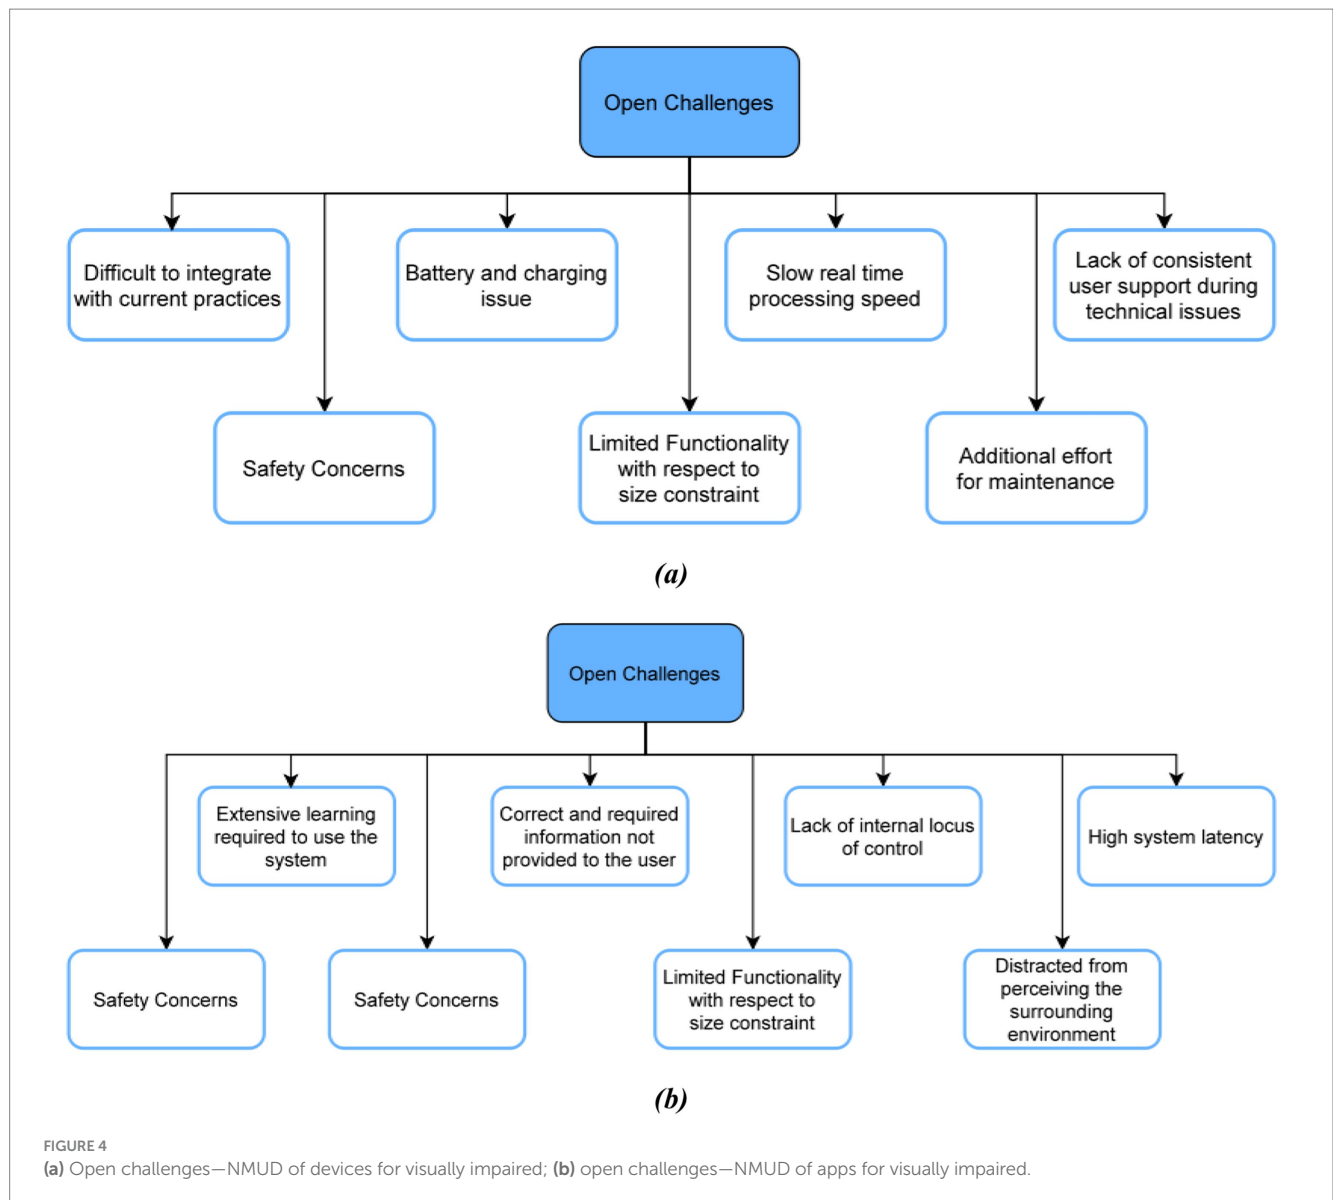 Open Challenges
Difficult to integrate
with current practices
Battery and charging
issue
Slow real time
processing speed
Lack of consistent
user support during
technical issues
Safety Concerns
Limited Functionality
with respect to
size constraint
Additional effort
for maintenance
(a)
Open Challenges
Extensive learning
required to use the
system
Correct and required
information not
provided to the user
Lack of internal locus
of control
High system latency
Safety Concerns
Safety Concerns
Limited Functionality
with respect to
size constraint
Distracted from
perceiving the
surrounding
environment
(b)
FIGURE 4
(a) Open challenges—NMUD of devices for visually impaired; (b) open challenges—NMUD of apps for visually impaired.